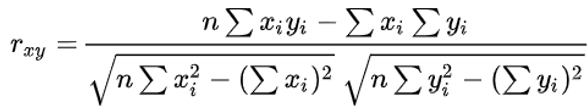 r_{xy} = \frac{n \sum x_i y_i - \sum x_i \sum y_i}{\sqrt{n \sum x_i^2 - (\sum x_i)^2} \sqrt{n \sum y_i^2 - (\sum y_i)^2}}